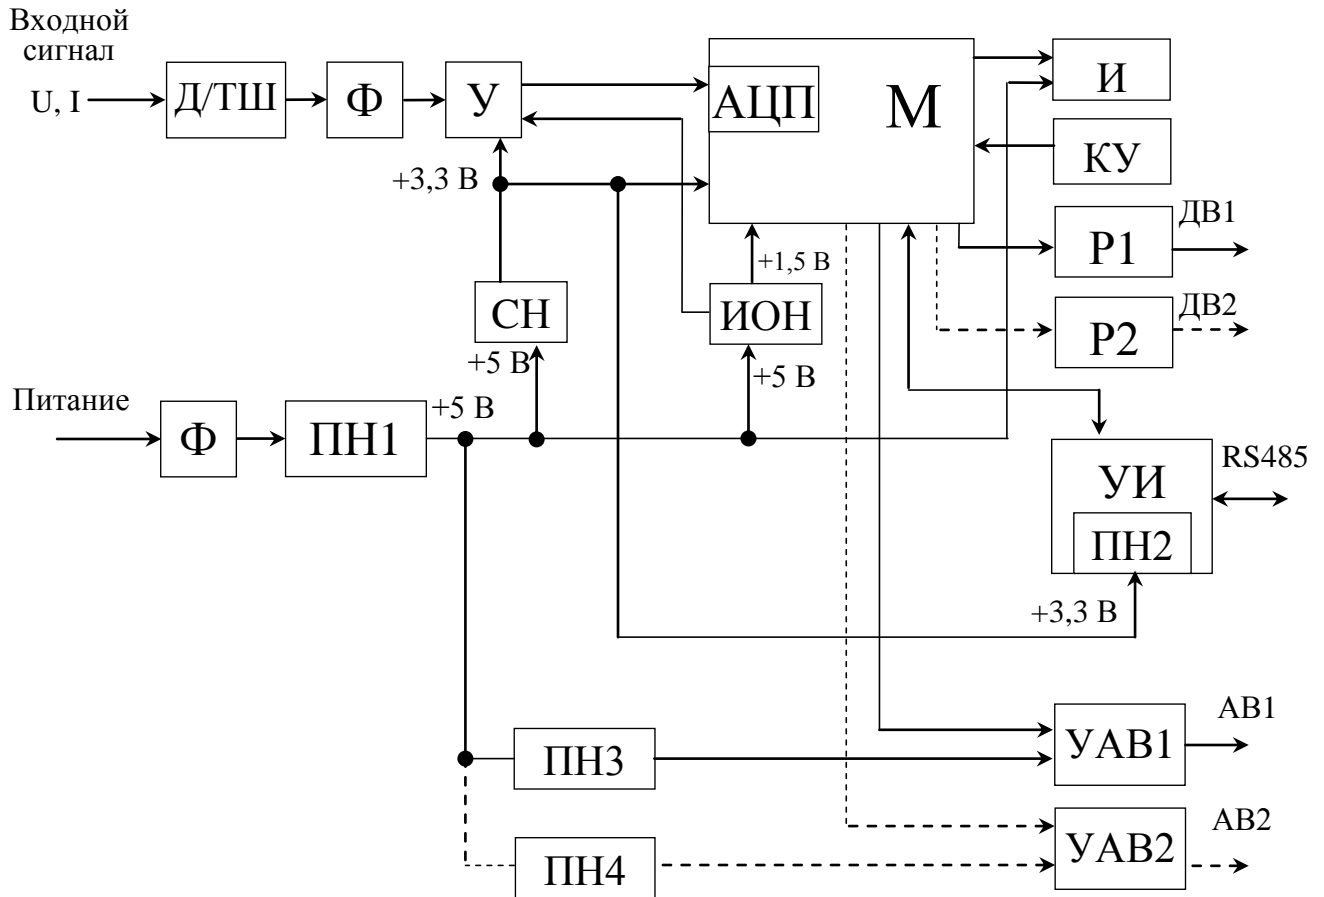 Входной
сигнал
U, I
Д/ТШ
Ф
У
АЦП
М
И
КУ
+3,3 В
ДВ1
Р1
+1,5 В
СН
ИОН
ДВ2
Р2
+5 В
+5 В
Питание
+5 В
Ф
ПН1
RS485
УИ
ПН2
+3,3 В
АВ1
УАВ1
ПН3
АВ2
УАВ2
ПН4